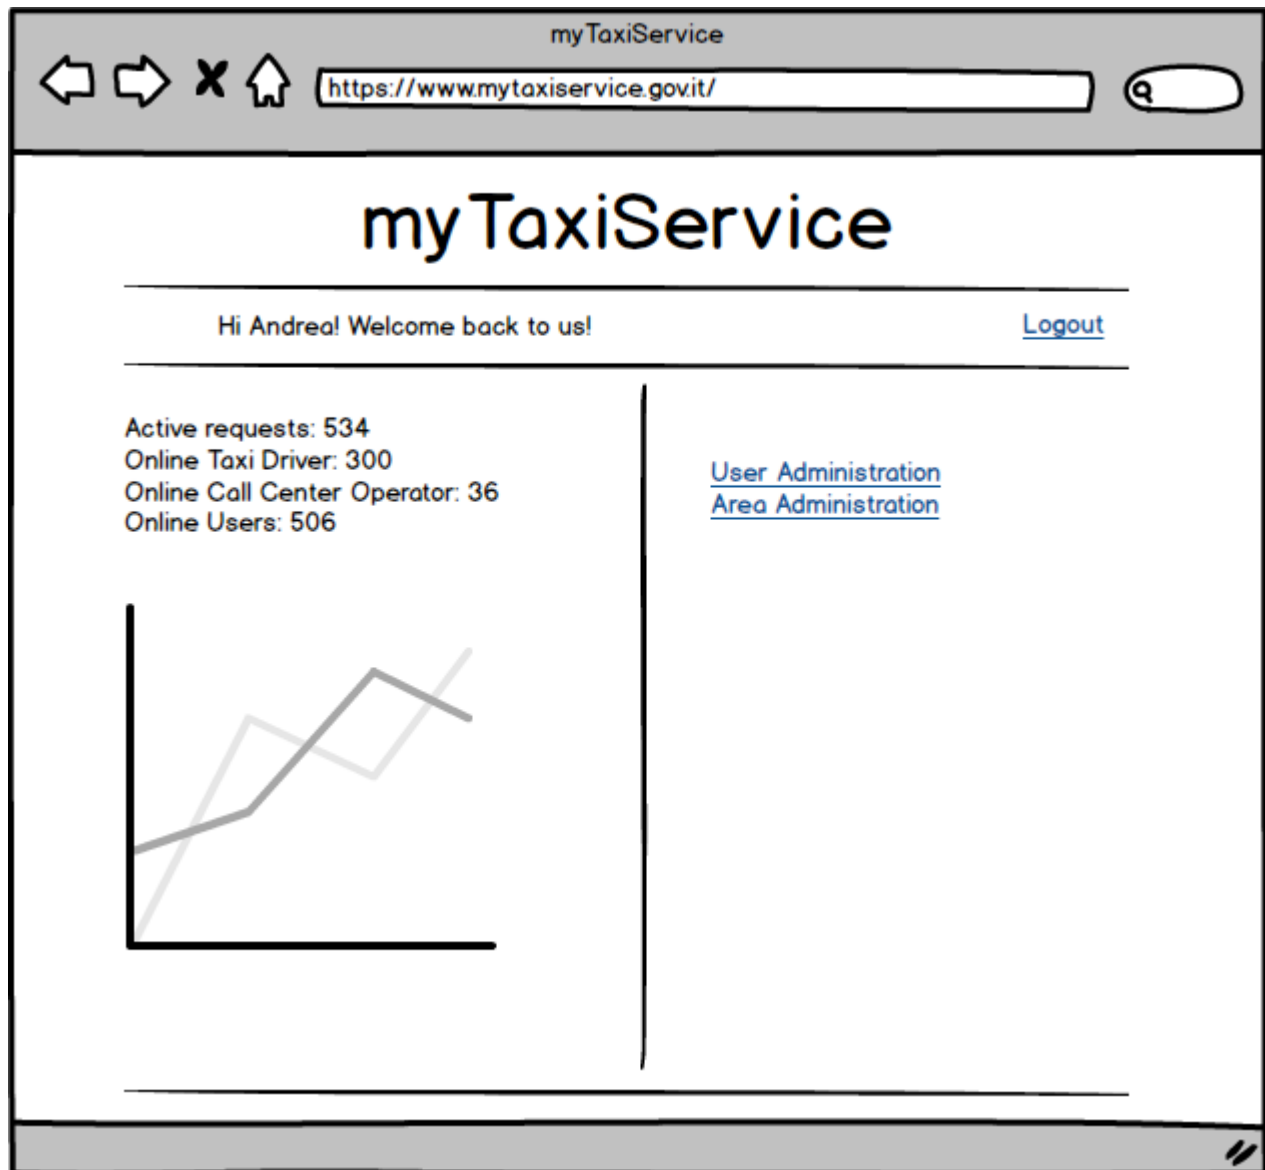 myTaxiService
https://www.mytaxiservice.gov.it/
myTaxiService
Hi Andrea! Welcome back to us!
Logout
Active requests: 534
Online Taxi Driver: 300
Online Call Center Operator: 36
Online Users: 506
User Administration
Area Administration